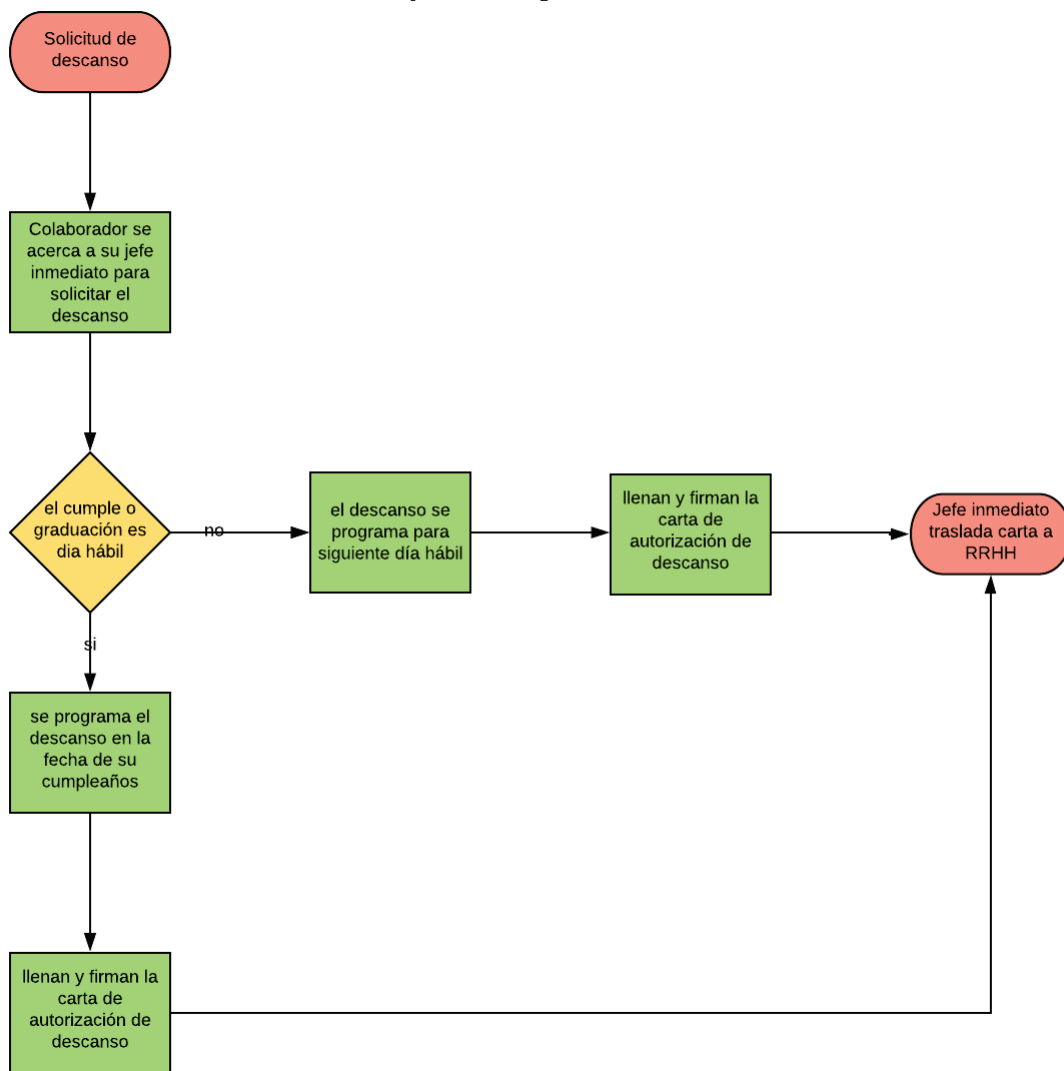 Solicitud de
descanso
Colaborador se
acerca a su jefe
inmediato para
solicitar el
descanso
el cumple o
graduación es
dia hábil
no
el descanso se
programa para
siguiente día hábil
llenan y firman la
carta de
autorización de
descanso
Jefe inmediato
traslada carta a
RRHH
si
se programa el
descanso en la
fecha de su
cumpleaños
llenan y firman la
carta de
autorización de
descanso